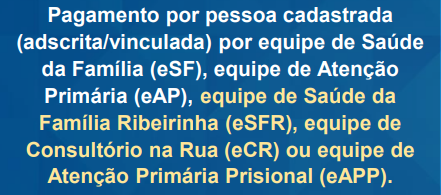 Pagamento por pessoa cadastrada
(adscrita/vinculada) por equipe de Saúde
da Família (eSF), equipe de Atenção
Primária (eAP), equipe de Saúde da
Família Ribeirinha (eSFR), equipe de
Consultório na Rua (eCR) ou equipe de
Atenção Primária Prisional (eAPP).